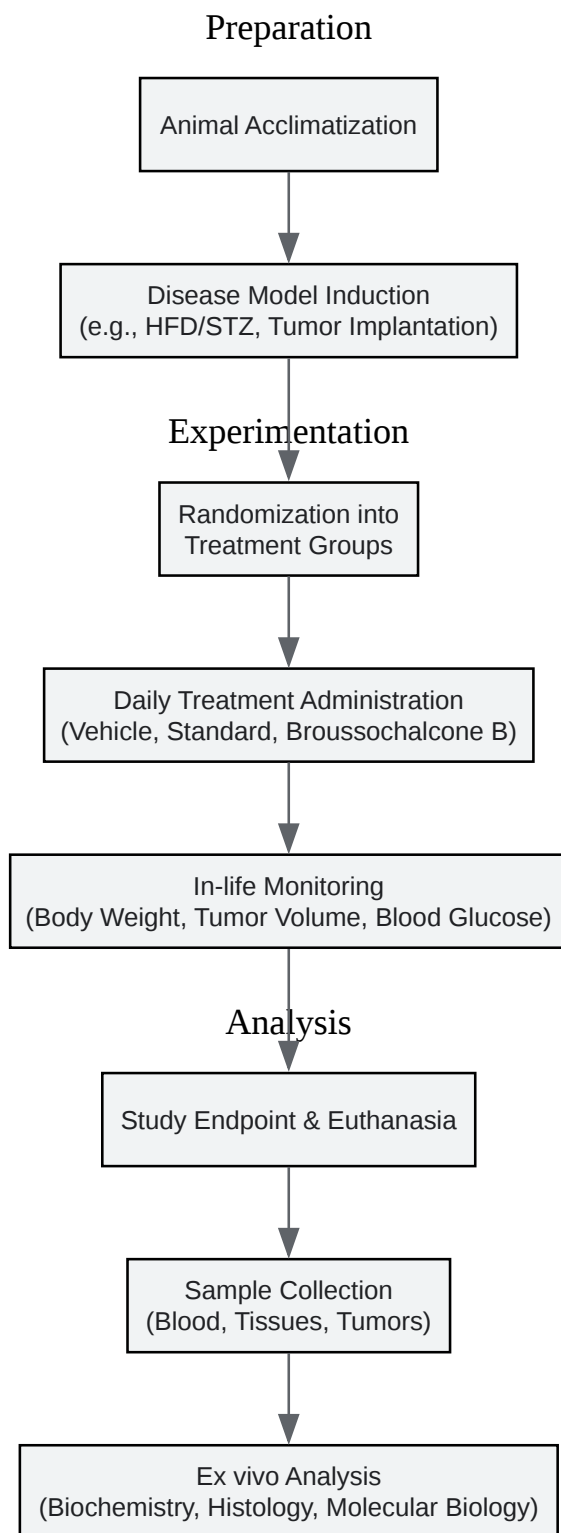 Preparation
Animal Acclimatization
Disease Model Induction
(e.g., HFD/STZ, Tumor Implantation)
Experimentation
Randomization into
Treatment Groups
Daily Treatment Administration
(Vehicle, Standard, Broussochalcone B)
In-life Monitoring
(Body Weight, Tumor Volume, Blood Glucose)
Analysis
Study Endpoint & Euthanasia
Sample Collection
(Blood, Tissues, Tumors)
Ex vivo Analysis
(Biochemistry, Histology, Molecular Biology)